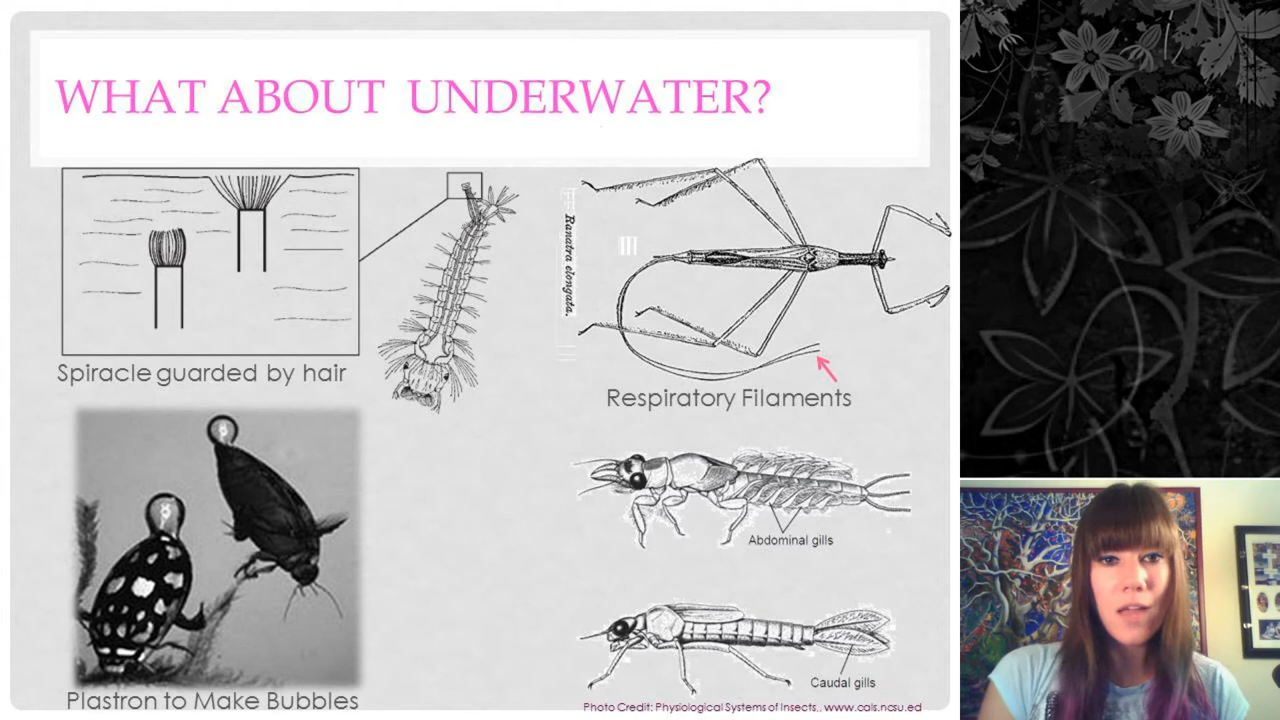 WHAT ABOUT UNDERWATER?
Spiracle guarded by hair
Ranatra elongata.
Respiratory Filaments
Abdominal gills
Plastron to Make Bubbles
Caudal gills
Photo Credit: Physiological Systems of Insects,. www.cals.ncsu.ed